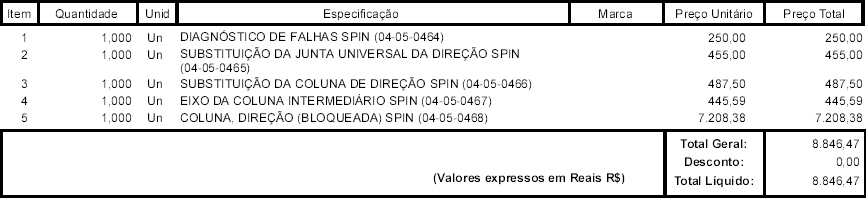 Item Quantidade Unid Especificação Marca Preço Unitário Preço Total
1 1,000 Un DIAGNÓSTICO DE FALHAS SPIN (04-05-0464) 250,00 250,00
2 1,000 Un SUBSTITUIÇÃO DA JUNTA UNIVERSAL DA DIREÇÃO SPIN 455,00 455,00
(04-05-0465)
3 1,000 Un SUBSTITUIÇÃO DA COLUNA DE DIREÇÃO SPIN (04-05-0466) 487,50 487,50
4 1,000 Un EIXO DA COLUNA INTERMEDIÁRIO SPIN (04-05-0467) 445,59 445,59
5 1,000 Un COLUNA, DIREÇÃO (BLOQUEADA) SPIN (04-05-0468) 7.208,38 7.208,38
Total Geral: 8.846,47
Desconto: 0,00
(Valores expressos em Reais R$) Total Líquido: 8.846,47